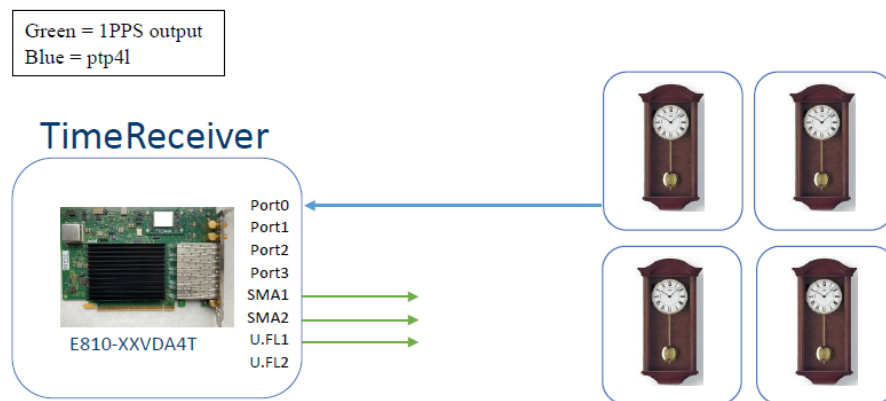 Green = 1PPS output
Blue = ptp4l
TimeReceiver
Port0
Port1
Port2
Port3
SMA1
SMA2
U.FL1
U.FL2
E810-XXVDA4T